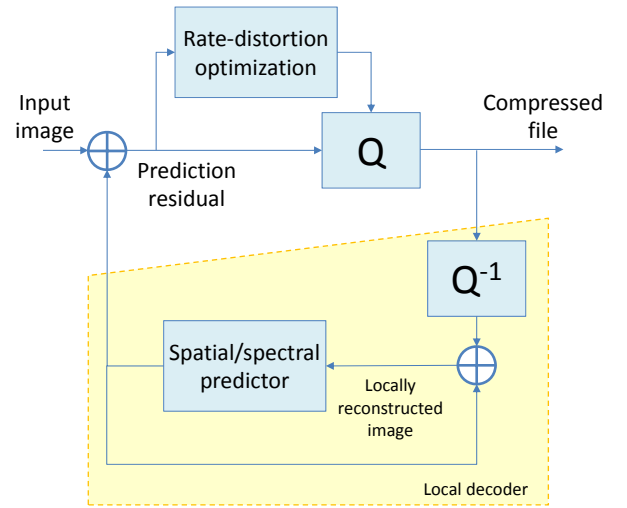 Rate-distortion
optimization
Input
image
Compressed
file
Q
Prediction
residual
Q-1
Spatial/spectral
predictor
Locally
reconstructed
image
Local decoder